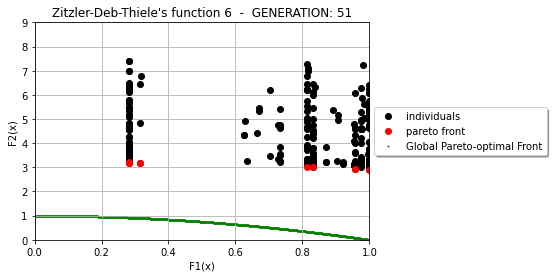 Zitzler-Deb-Thiele's function 6 - GENERATION: 51
F2(x)
9
8
7
6
5
4
3
2
1
0
0.0 0.2 0.4 0.6 0.8 1.0
F1(x)
individuals
pareto front
Global Pareto-optimal Front